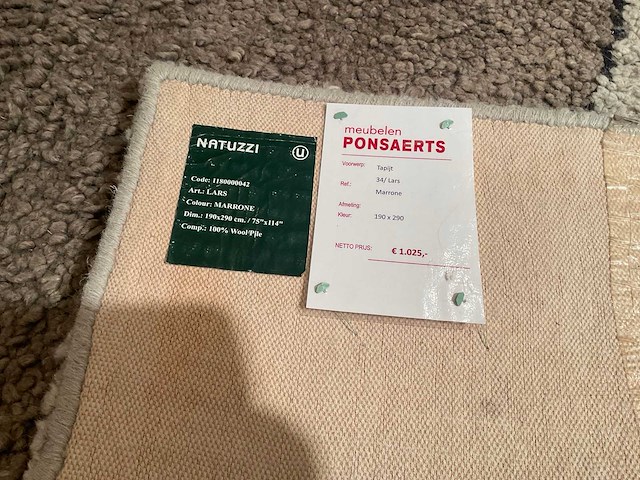 NATUZZI
U
Code: 1180000042
Art.: LARS
Colour: MARRONE
Dim.: 190x290 cm. / 75"x114"
Comp.: 100% Wool Pile
meubelen
PONSAERTS
Voorwerp: Tapijt
Ref.: 34/ Lars
Marrone
Afmeting:
Kleur: 190 x 290
NETTO PRIJS: € 1.025,-